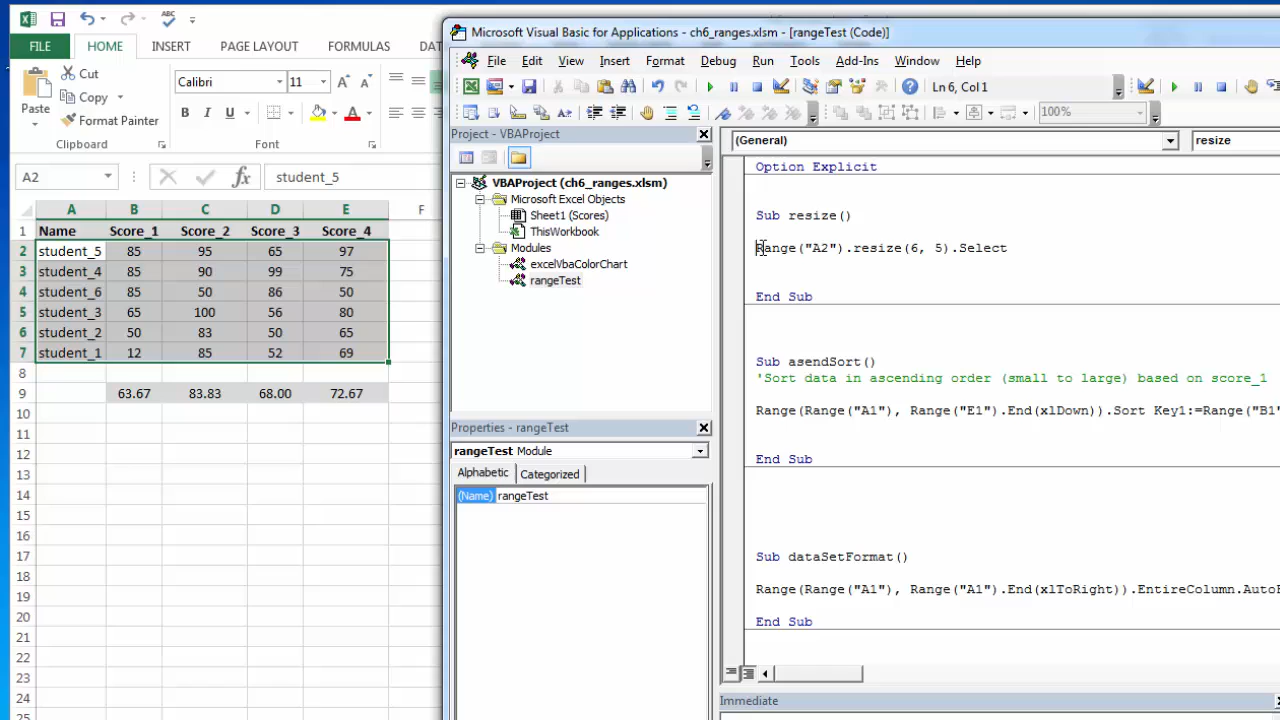 FILE HOME INSERT PAGE LAYOUT FORMULAS DAT
Paste
Cut
Copy
Format Painter
Clipboard
Calibri 11
B I U
Font
A2 fx student_5
A B C D E F
1 Name Score_1 Score_2 Score_3 Score_4
2 student_5 85 95 65 97
3 student_4 85 90 99 75
4 student_6 85 50 86 50
5 student_3 65 100 56 80
6 student_2 50 83 50 65
7 student_1 12 85 52 69
8
9 63.67 83.83 68.00 72.67
10
11
12
13
14
15
16
17
18
19
20
21
22
23
24
25
Microsoft Visual Basic for Applications - ch6_ranges.xlsm - [rangeTest (Code)]
File Edit View Insert Format Debug Run Tools Add-Ins Window Help
Ln 6, Col 1
100%
Project - VBAProject
VBAProject (ch6_ranges.xlsm)
Microsoft Excel Objects
Sheet1 (Scores)
ThisWorkbook
Modules
excelVbaColorChart
rangeTest
Properties - rangeTest
rangeTest Module
Alphabetic Categorized
(Name) rangeTest
(General) resize
Option Explicit
Sub resize()
Range("A2").resize(6, 5).Select
End Sub
Sub asendSort()
'Sort data in ascending order (small to large) based on score_1
Range(Range("A1"), Range("E1").End(xlDown)).Sort Key1:=Range("B1"
End Sub
Sub dataSetFormat()
Range(Range("A1"), Range("A1").End(xlToRight)).EntireColumn.AutoF
End Sub
Immediate